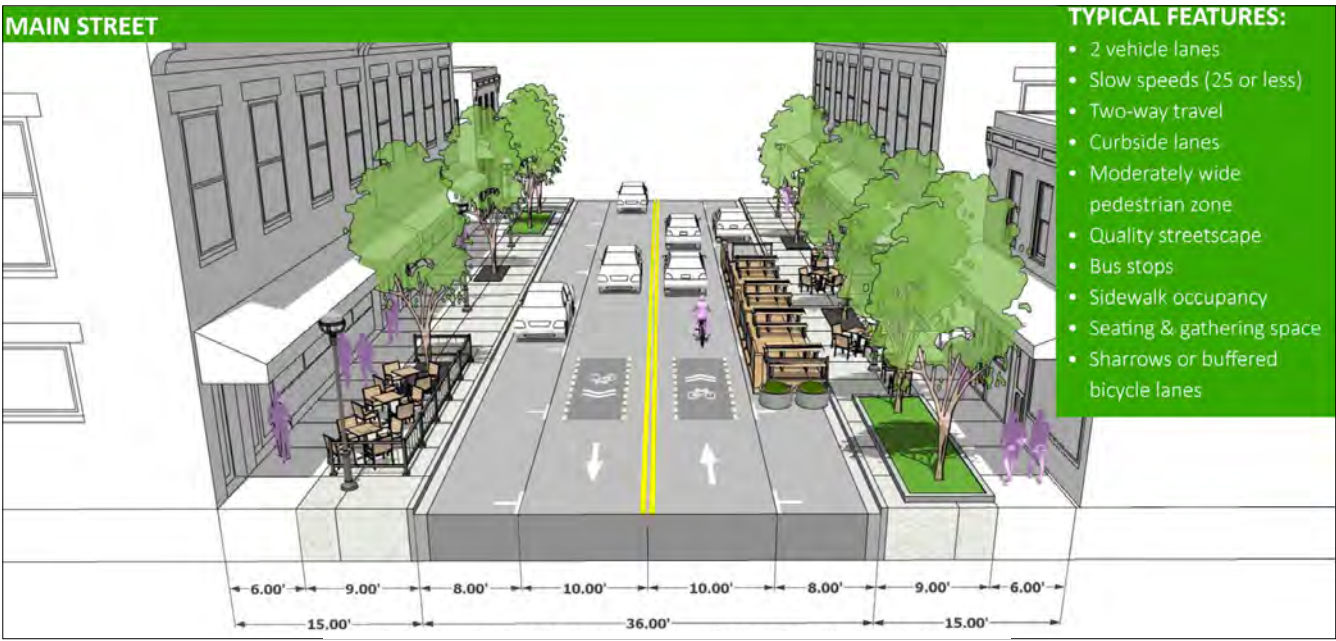 MAIN STREET
TYPICAL FEATURES:
• 2 vehicle lanes
• Slow speeds (25 or less)
• Two-way travel
• Curbside lanes
• Moderately wide
pedestrian zone
• Quality streetscape
• Bus stops
• Sidewalk occupancy
• Seating & gathering space
• Sharrows or buffered
bicycle lanes
6.00' 9.00' 8.00' 10.00' 10.00' 8.00' 9.00' 6.00'
15.00' 36.00' 15.00'